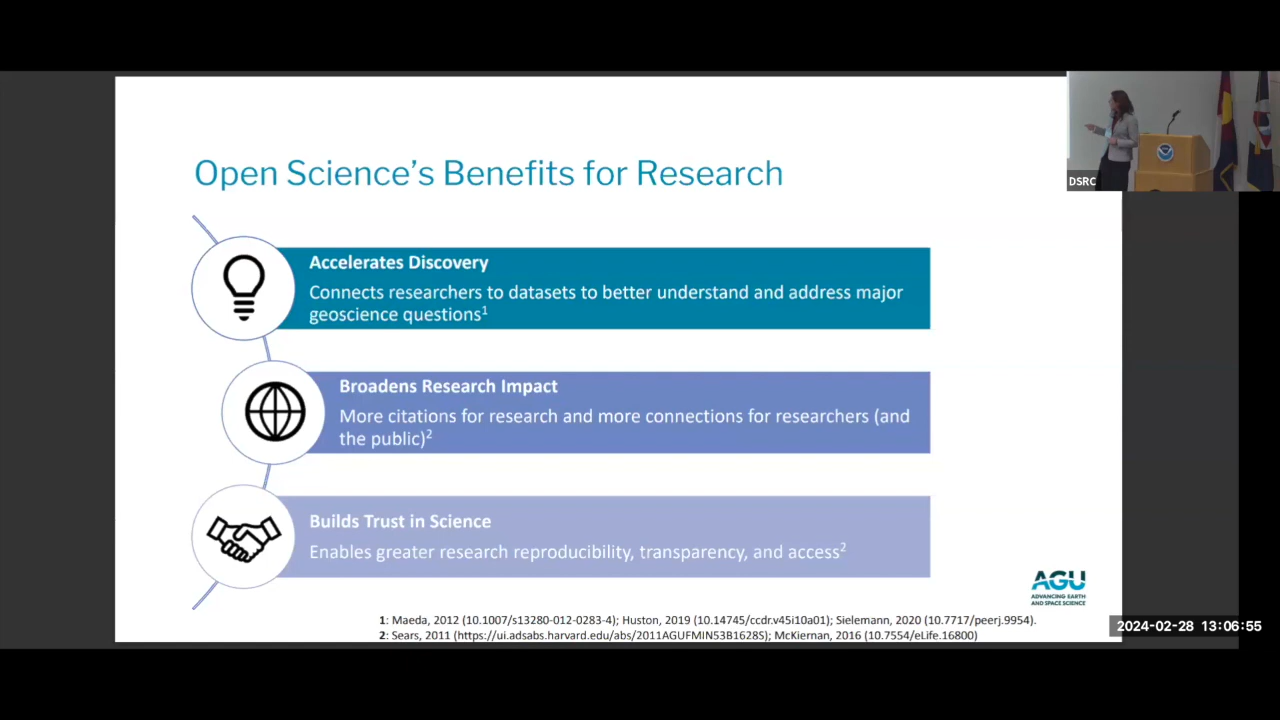 Open Science’s Benefits for Research
DSRC
Accelerates Discovery
Connects researchers to datasets to better understand and address major
geoscience questions1
Broadens Research Impact
More citations for research and more connections for researchers (and
the public)2
Builds Trust in Science
Enables greater research reproducibility, transparency, and access2
AGU
ADVANCING EARTH
AND SPACE SCIENCE
1: Maeda, 2012 (10.1007/s13280-012-0283-4); Huston, 2019 (10.14745/ccdr.v45i10a01); Sielemann, 2020 (10.7717/peerj.9954).
2: Sears, 2011 (https://ui.adsabs.harvard.edu/abs/2011AGUFMIN53B1628S); McKiernan, 2016 (10.7554/eLife.16800)
2024-02-28 13:06:55